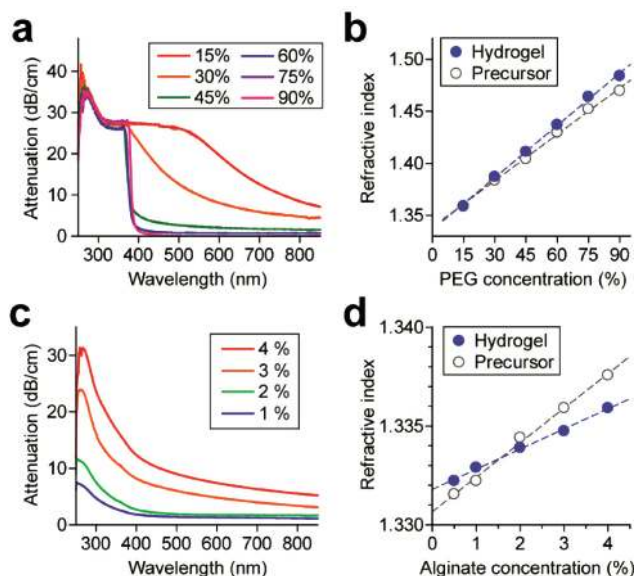 a
Attenuation (dB/cm)
40
30
20
10
0
15%
30%
45%
60%
75%
90%
300 400 500 600 700 800
Wavelength (nm)
b
Refractive index
1.50
1.45
1.40
1.35
Hydrogel
Precursor
0 15 30 45 60 75 90
PEG concentration (%)
c
Attenuation (dB/cm)
30
20
10
0
4 %
3 %
2 %
1 %
300 400 500 600 700 800
Wavelength (nm)
d
Refractive index
1.340
1.335
1.330
Hydrogel
Precursor
0 1 2 3 4
Alginate concentration (%)